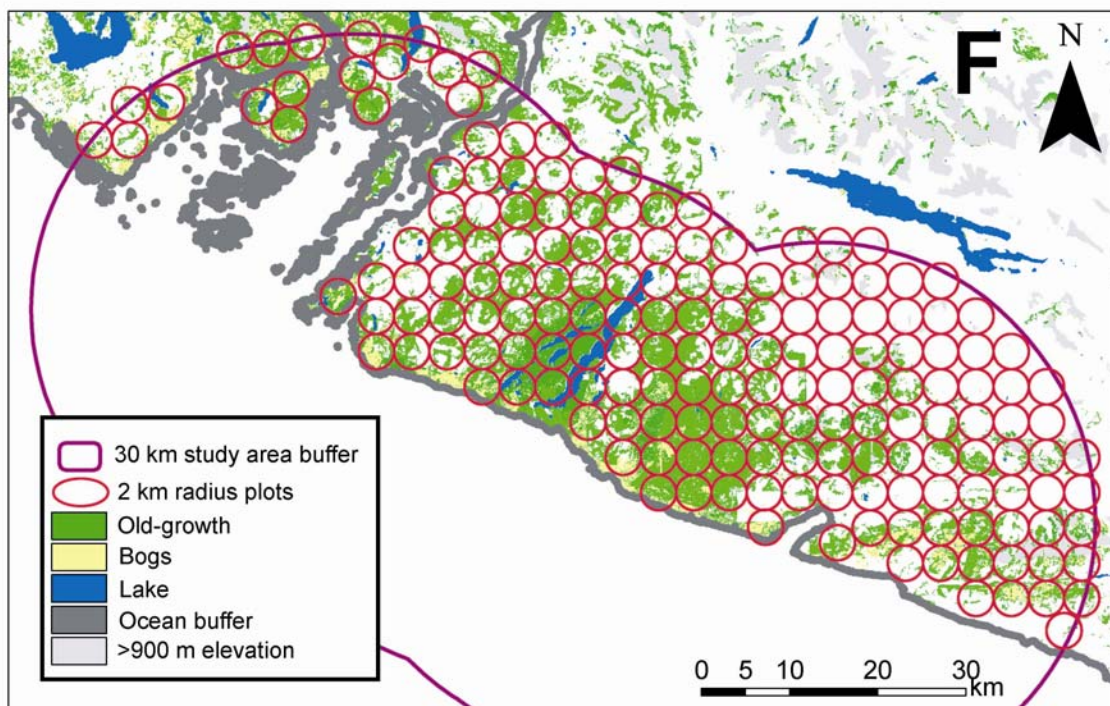 F
N
30 km study area buffer
2 km radius plots
Old-growth
Bogs
Lake
Ocean buffer
>900 m elevation
0 5 10 20 30
km